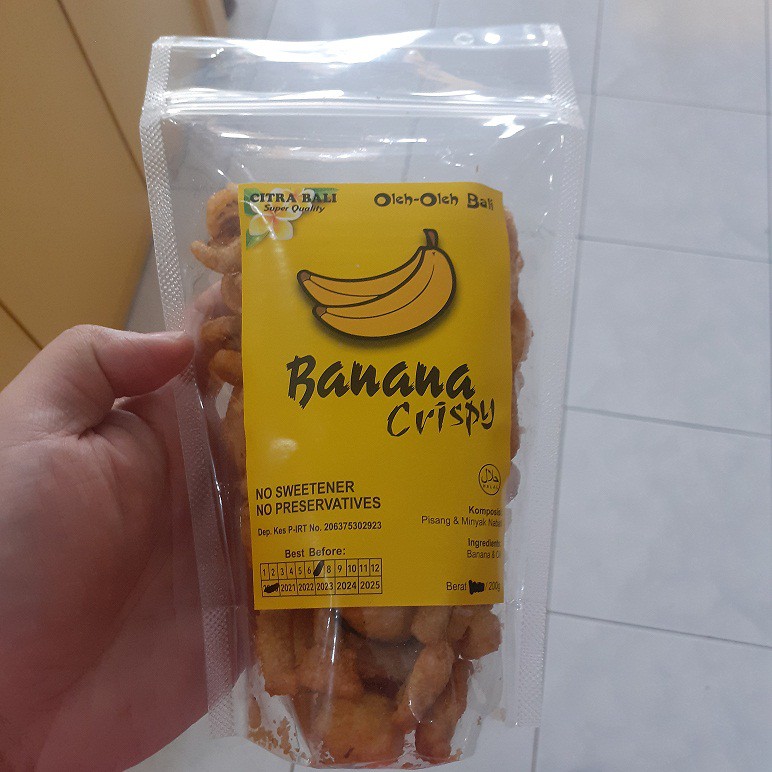 CITRA BALI
Super Quality
Oleh-Oleh Bali
Banana
Crispy
NO SWEETENER
NO PRESERVATIVES
Dep. Kes P-IRT No. 206375302923
حلال
HALAL
Pisang & Minyak
Banana &
Best Before:
1 2 3 4 5 6 8 9 10 11 12
2021 2022 2023 2024 2025
Berat / 200g